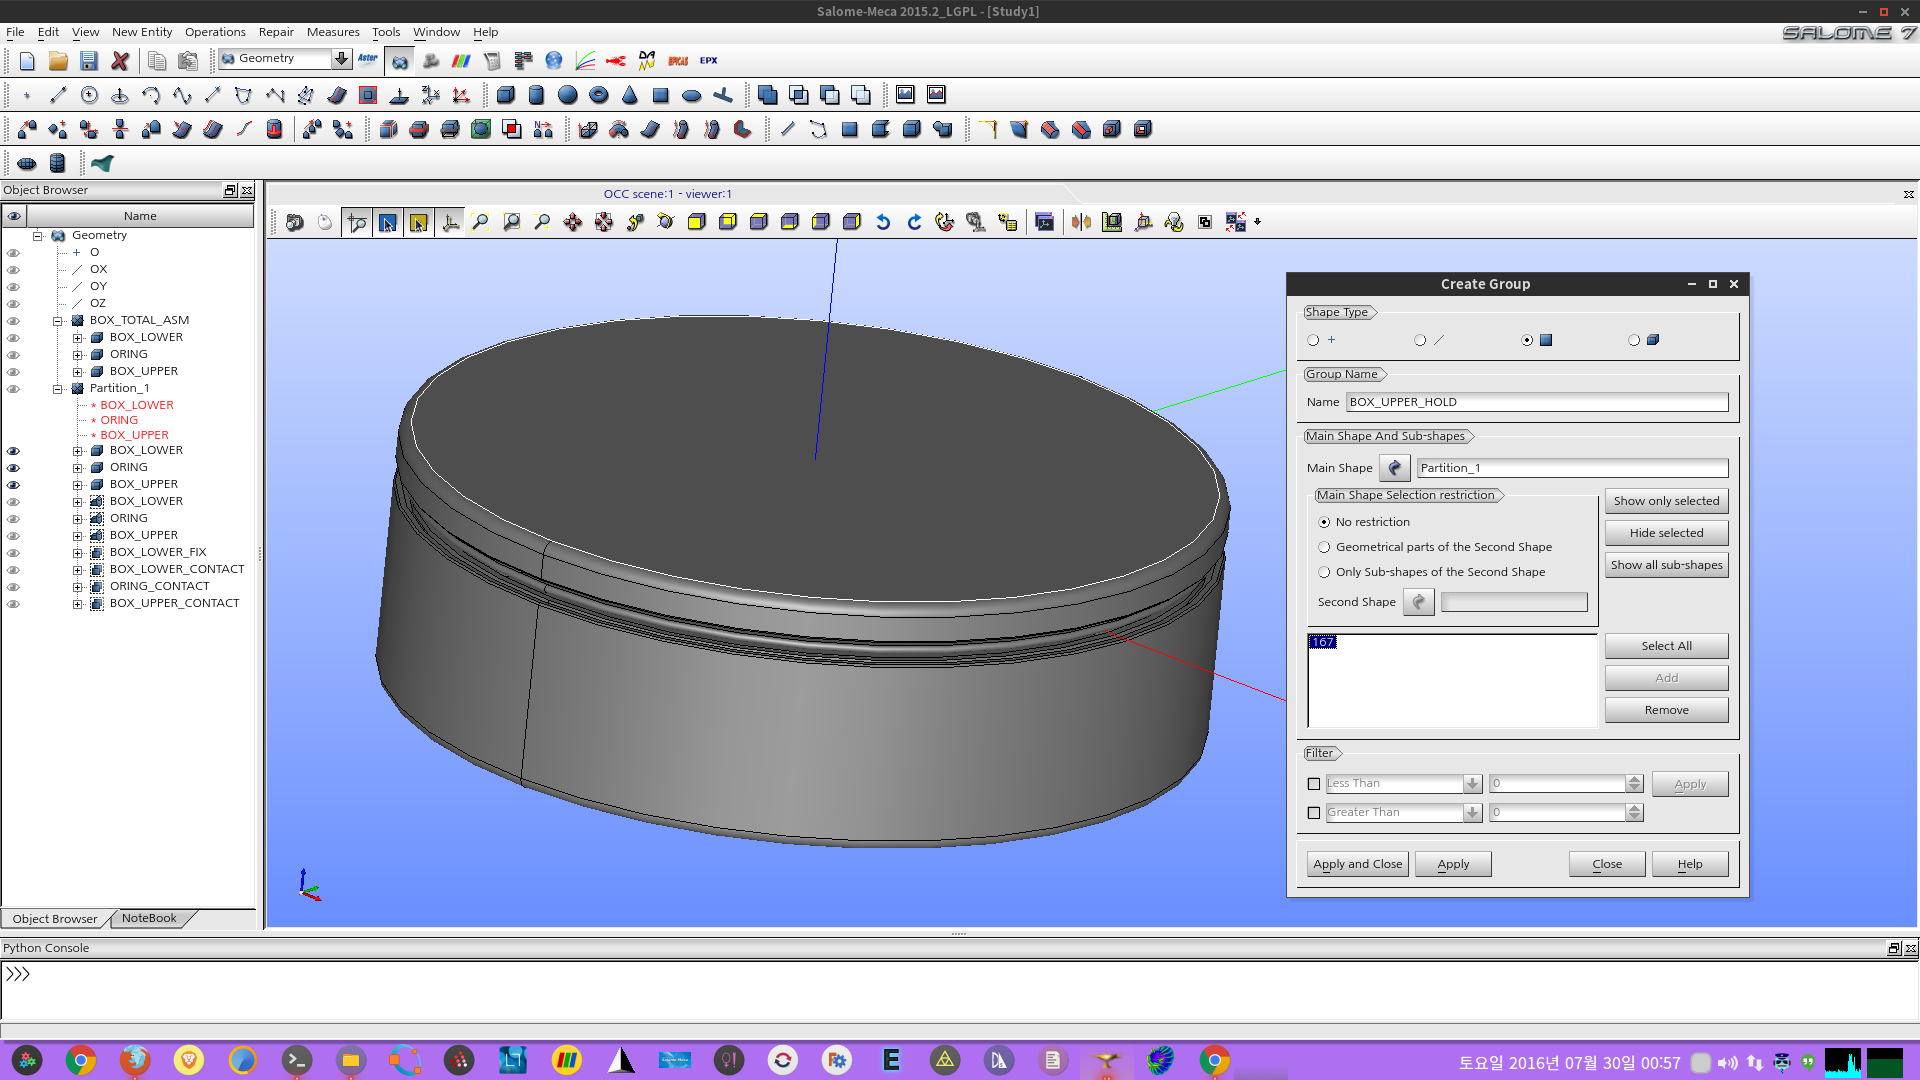 Salome-Meca 2015.2_LGPL - [Study1]
File Edit View New Entity Operations Repair Measures Tools Window Help
SALOME 7
Geometry
Aster
EFICAS
EPX
Object Browser
OCC scene:1 - viewer:1
Name
Geometry
O
OX
OY
OZ
BOX_TOTAL_ASM
BOX_LOWER
ORING
BOX_UPPER
Partition_1
* BOX_LOWER
* ORING
* BOX_UPPER
BOX_LOWER
ORING
BOX_UPPER
BOX_LOWER
ORING
BOX_UPPER
BOX_LOWER_FIX
BOX_LOWER_CONTACT
ORING_CONTACT
BOX_UPPER_CONTACT
Object Browser
NoteBook
Create Group
Shape Type
Group Name
Name BOX_UPPER_HOLD
Main Shape And Sub-shapes
Main Shape Partition_1
Main Shape Selection restriction
Show only selected
No restriction
Hide selected
Geometrical parts of the Second Shape
Show all sub-shapes
Only Sub-shapes of the Second Shape
Second Shape
167
Select All
Add
Remove
Filter
Less Than 0 Apply
Greater Than 0
Apply and Close Apply Close Help
Python Console
>>>
토요일 2016년 07월 30일 00:57